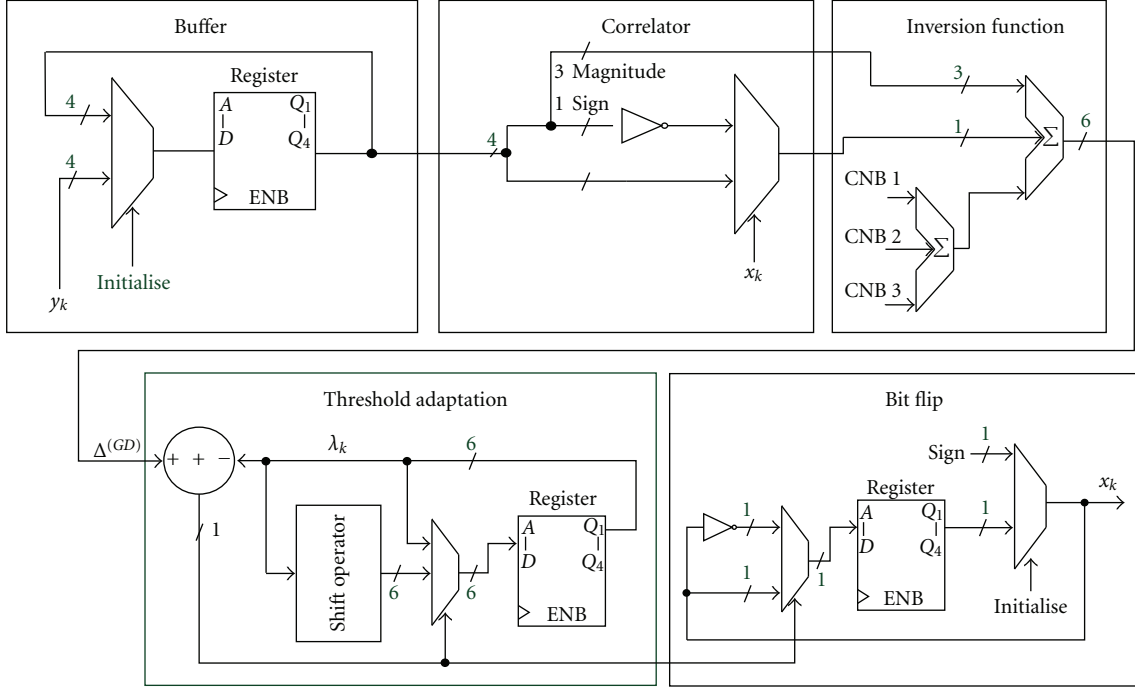 Buffer
Register
4
4
A
D
Q1
Q4
ENB
Initialise
yk
Correlator
3 Magnitude
1 Sign
4
xk
Inversion function
3
1
Σ
6
CNB 1
CNB 2
CNB 3
Σ
Threshold adaptation
Δ(GD)
+ + −
λk
6
1
Shift operator
6
6
Register
A
D
Q1
Q4
ENB
Bit flip
Sign
1
1
1
1
1
Register
A
D
Q1
Q4
ENB
Initialise
xk